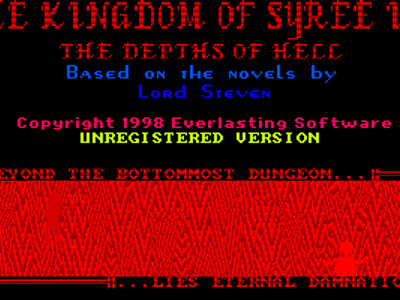 E KINGDOM OF SYREE I
THE DEPTHS OF HELL
Based on the novels by
Lord Steven
Copyright 1998 Everlasting Software
UNREGISTERED VERSION
EYOND THE BOTTOMMOST DUNGEON...
...LIES ETERNAL DAMNATIO